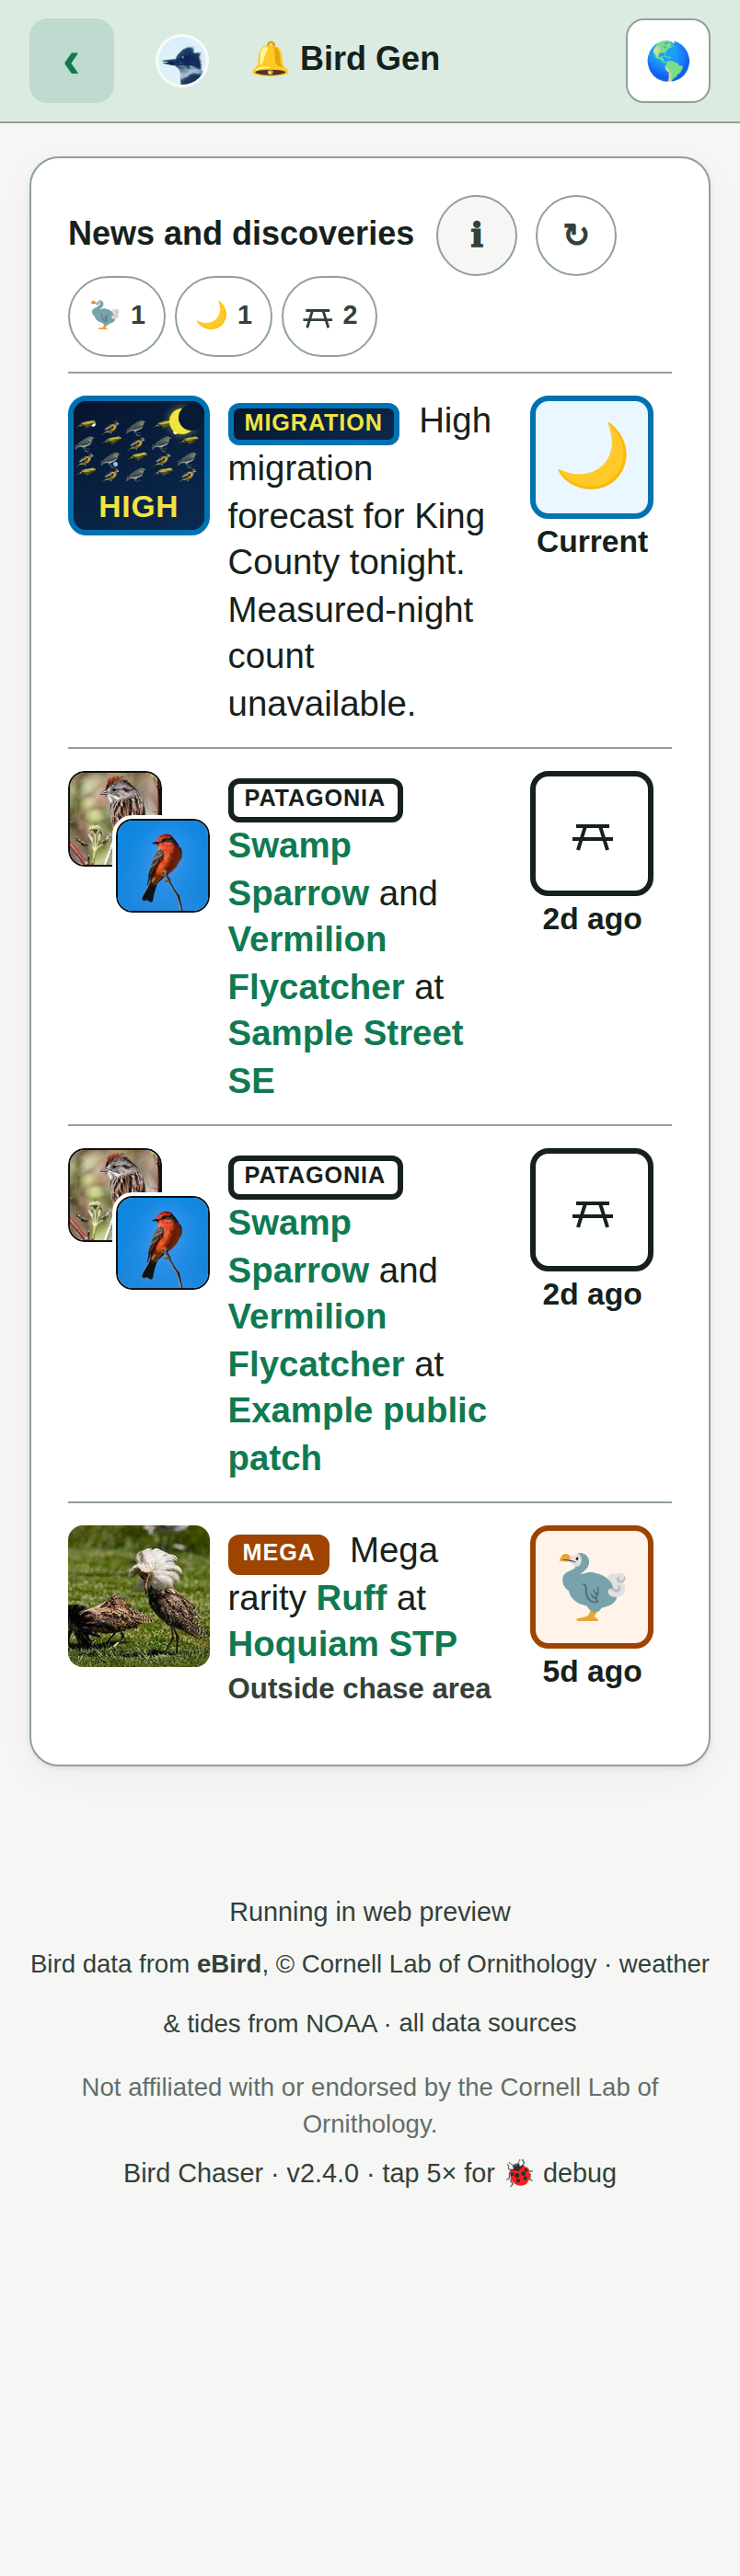 ‹ 🔔 Bird Gen 🌎
News and discoveries ℹ ↻
🦤 1 🌙 1 2
HIGH
MIGRATION High
migration
forecast for King
County tonight.
Measured-night
count
unavailable.
Current
PATAGONIA
Swamp
Sparrow and
Vermilion
Flycatcher at
Sample Street
SE
2d ago
PATAGONIA
Swamp
Sparrow and
Vermilion
Flycatcher at
Example public
patch
2d ago
MEGA Mega
rarity Ruff at
Hoquiam STP
Outside chase area
5d ago
Running in web preview
Bird data from eBird, © Cornell Lab of Ornithology · weather
& tides from NOAA · all data sources
Not affiliated with or endorsed by the Cornell Lab of
Ornithology.
Bird Chaser · v2.4.0 · tap 5× for 🐞 debug